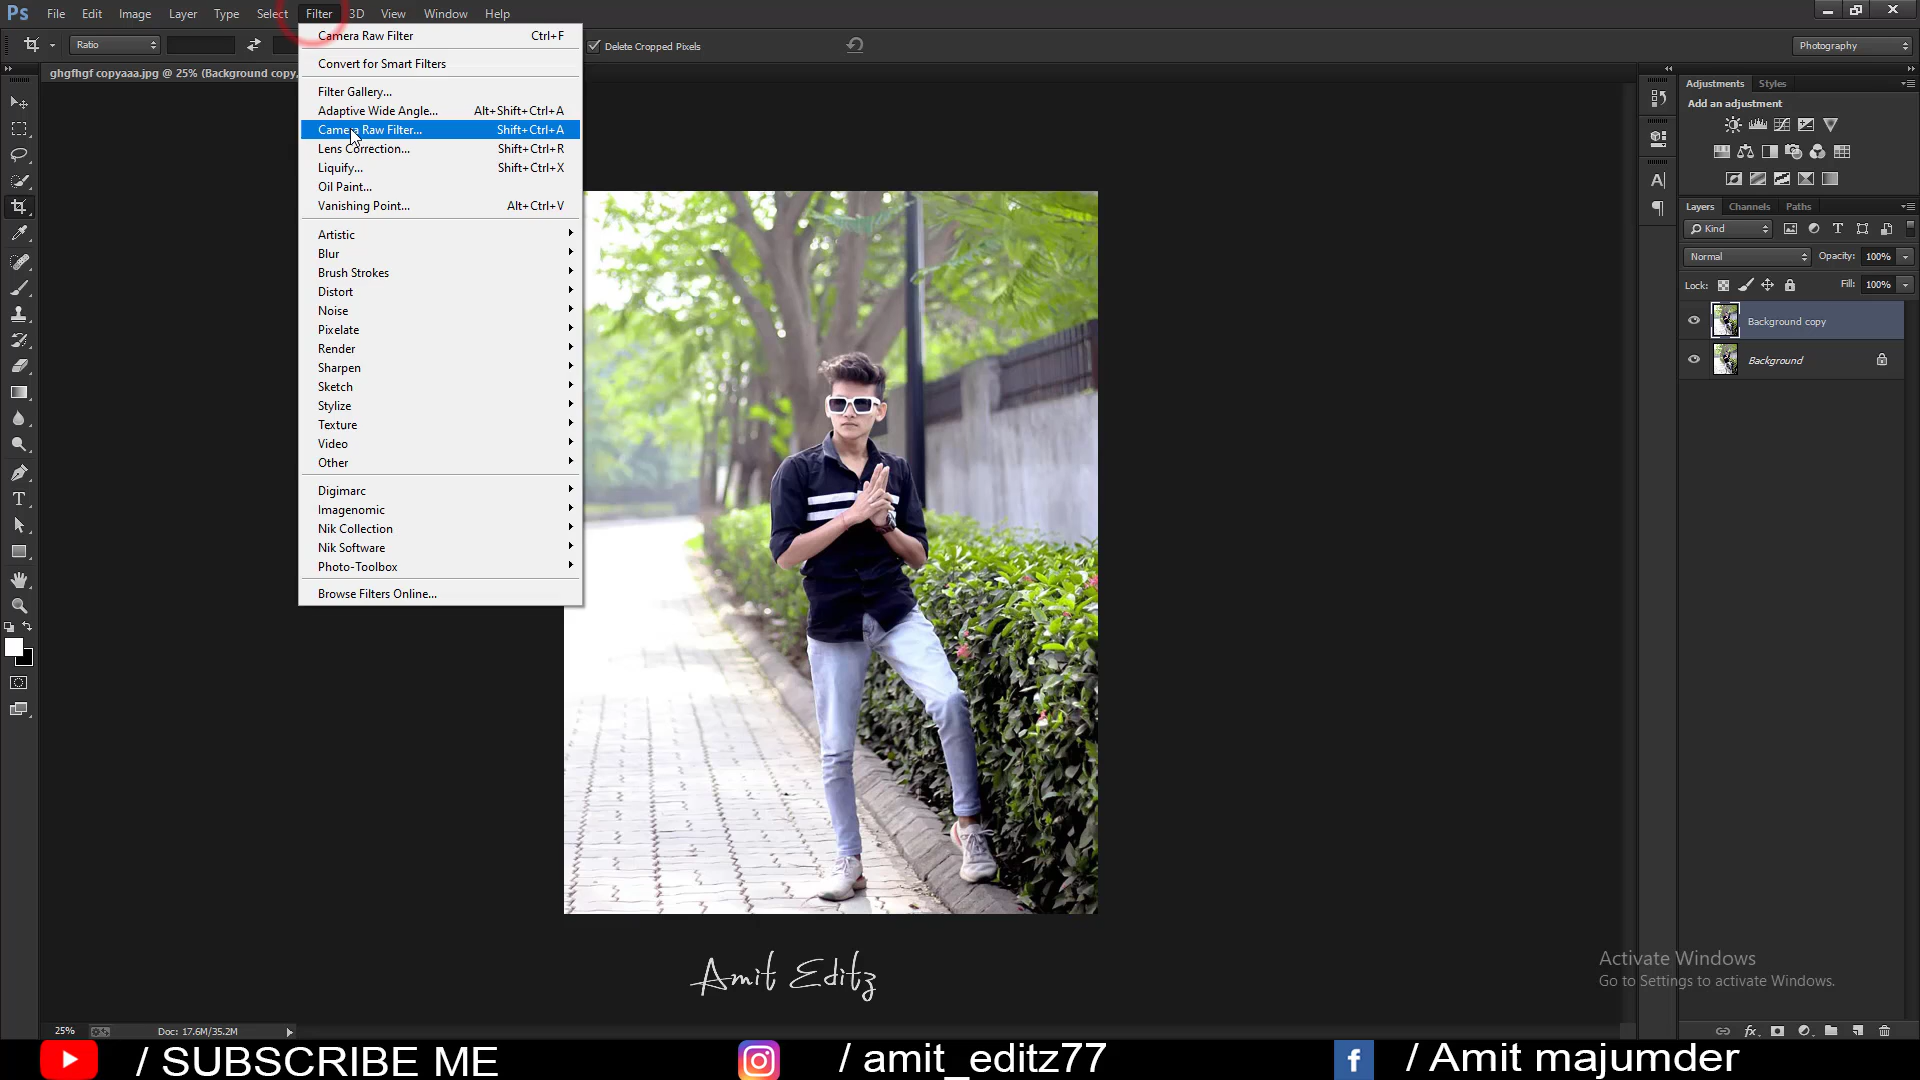 Ps File Edit Image Layer Type Select Filter 3D View Window Help
Ratio Delete Cropped Pixels Photography
ghgfhgf copyaaa.jpg @ 25% (Background copy,
Camera Raw Filter Ctrl+F
Convert for Smart Filters
Filter Gallery...
Adaptive Wide Angle... Alt+Shift+Ctrl+A
Camera Raw Filter... Shift+Ctrl+A
Lens Correction... Shift+Ctrl+R
Liquify... Shift+Ctrl+X
Oil Paint...
Vanishing Point... Alt+Ctrl+V
Artistic
Blur
Brush Strokes
Distort
Noise
Pixelate
Render
Sharpen
Sketch
Stylize
Texture
Video
Other
Digimarc
Imagenomic
Nik Collection
Nik Software
Photo-Toolbox
Browse Filters Online...
Adjustments Styles
Add an adjustment
Layers Channels Paths
Kind
Normal Opacity: 100%
Lock: Fill: 100%
Background copy
Background
Amit Editz
Activate Windows
Go to Settings to activate Windows.
25% Doc: 17.6M/35.2M
/ SUBSCRIBE ME / amit_editz77 / Amit majumder